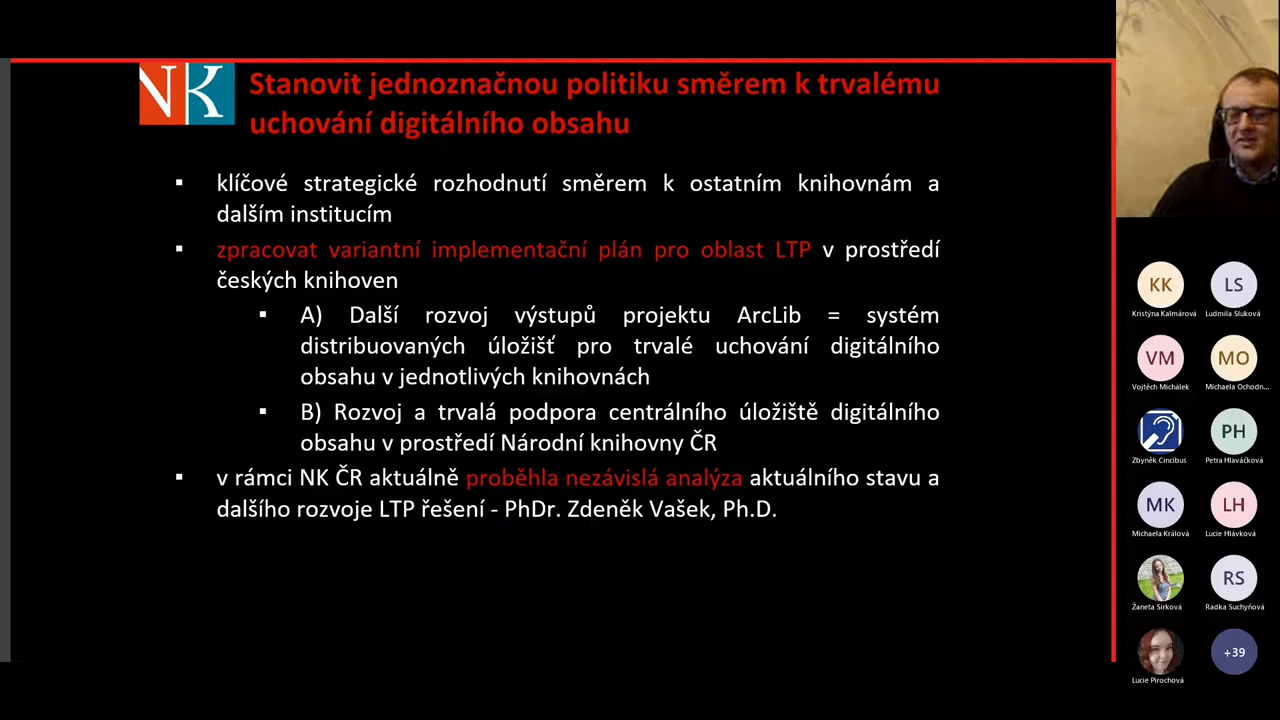 NK
Stanovit jednoznačnou politiku směrem k trvalému
uchování digitálního obsahu
▪ klíčové strategické rozhodnutí směrem k ostatním knihovnám a
dalším institucím
▪ zpracovat variantní implementační plán pro oblast LTP v prostředí
českých knihoven
▪ A) Další rozvoj výstupů projektu ArcLib = systém
distribuovaných úložišť pro trvalé uchování digitálního
obsahu v jednotlivých knihovnách
▪ B) Rozvoj a trvalá podpora centrálního úložiště digitálního
obsahu v prostředí Národní knihovny ČR
▪ v rámci NK ČR aktuálně proběhla nezávislá analýza aktuálního stavu a
dalšího rozvoje LTP řešení - PhDr. Zdeněk Vašek, Ph.D.
KK LS
Kristýna Kalmárová Ludmila Sluková
VM MO
Vojtěch Michálek Michaela Ochodn...
PH
Zbyněk Cincibus Petra Hlaváčková
MK LH
Michaela Králová Lucie Hlávková
RS
Žaneta Sirková Radka Suchyňová
+39
Lucie Pirochová